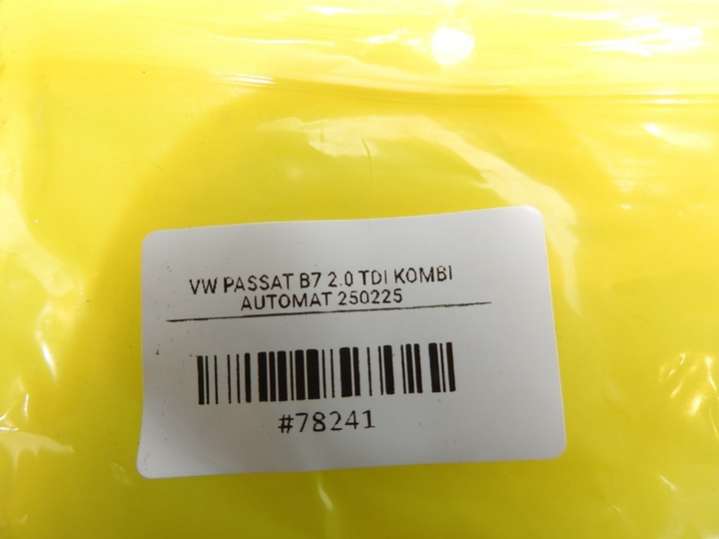 VW PASSAT B7 2.0 TDI KOMBI
AUTOMAT 250225
#78241